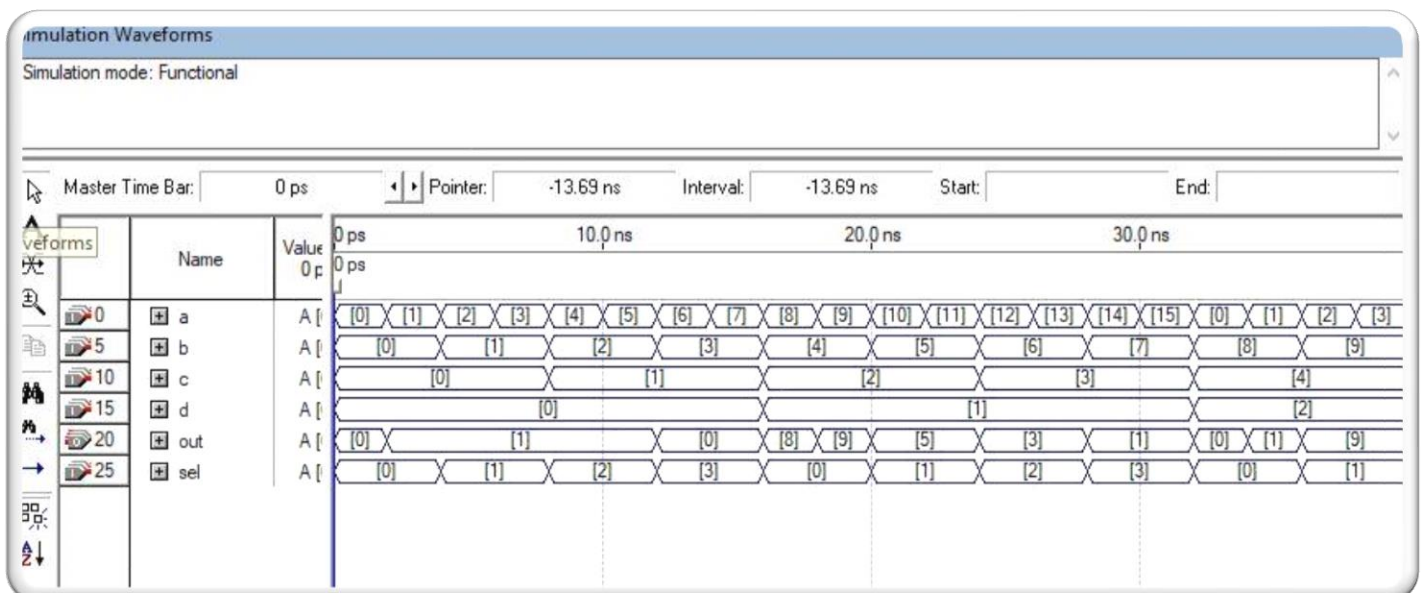 imulation Waveforms
Simulation mode: Functional
Master Time Bar: 0 ps Pointer: -13.69 ns Interval: -13.69 ns Start: End:
veforms
Name Value 0 p
0 ps 10.0 ns 20.0 ns 30.0 ns
0 ps
0 a A [ [0] [1] [2] [3] [4] [5] [6] [7] [8] [9] [10] [11] [12] [13] [14] [15] [0] [1] [2] [3]
5 b A [ [0] [1] [2] [3] [4] [5] [6] [7] [8] [9]
10 c A [ [0] [1] [2] [3] [4]
15 d A [ [0] [1] [2]
20 out A [ [0] [1] [0] [8] [9] [5] [3] [1] [0] [1] [9]
25 sel A [ [0] [1] [2] [3] [0] [1] [2] [3] [0] [1]
A
Z